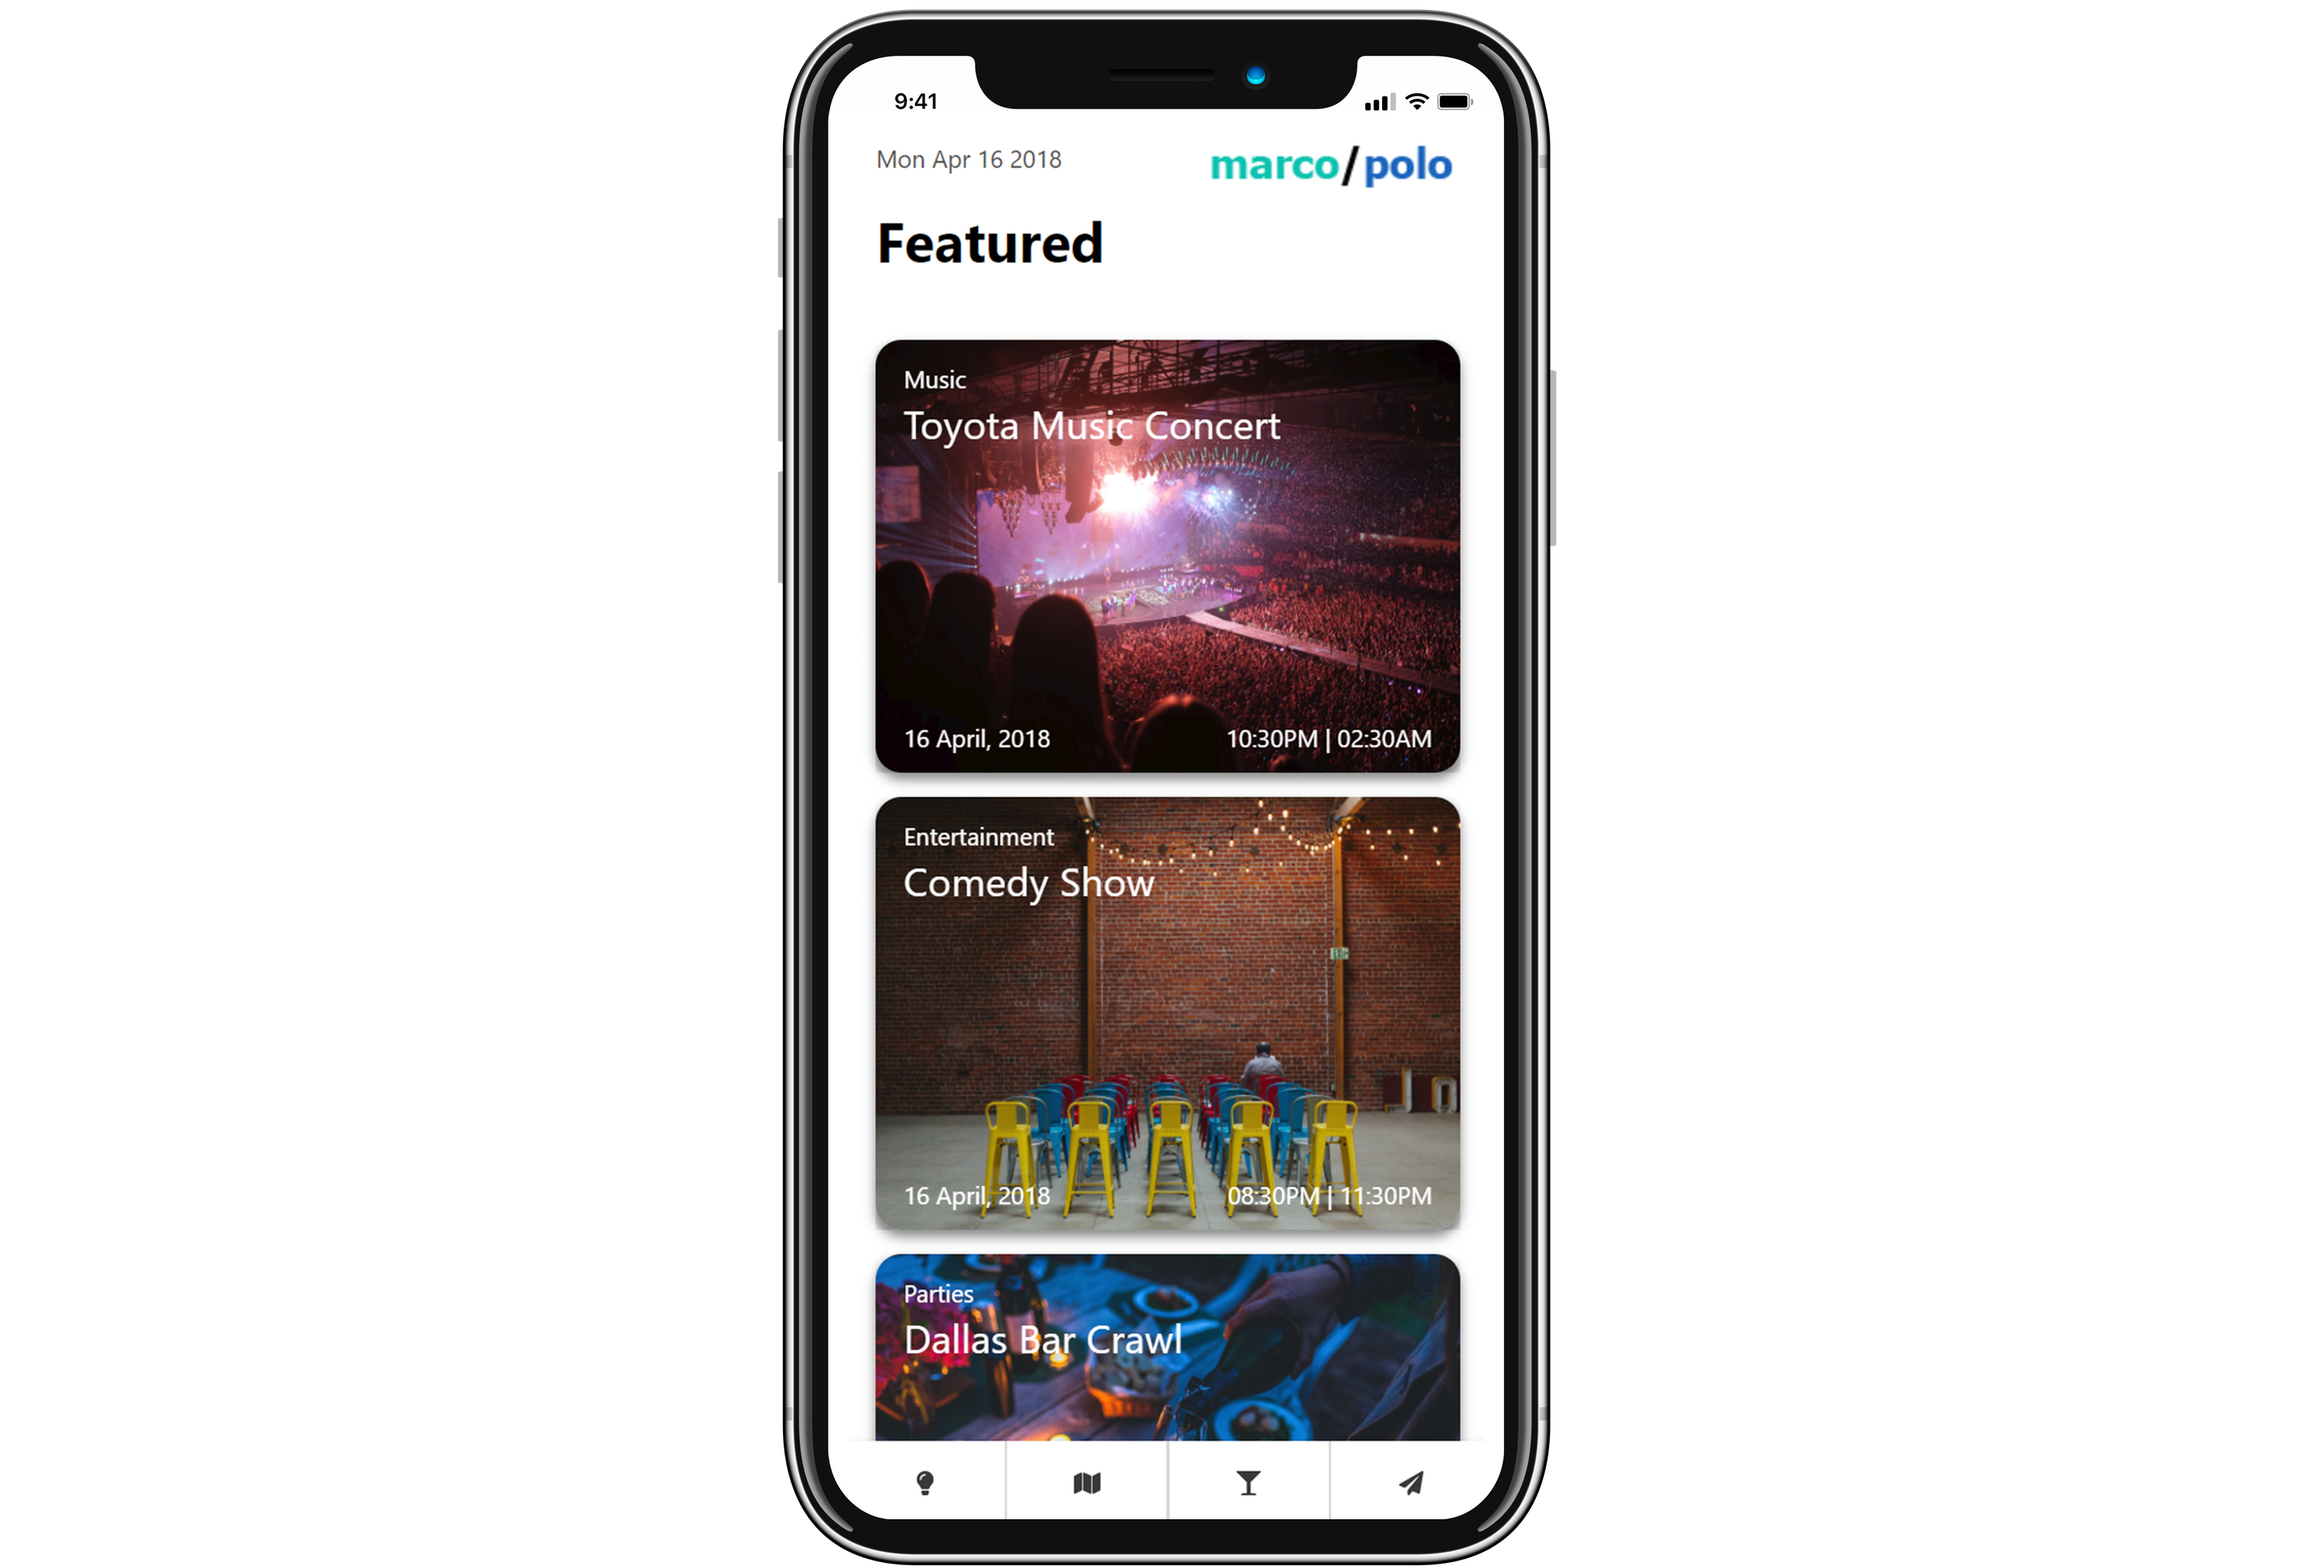 9:41
Mon Apr 16 2018
marco/polo
Featured
Music
Toyota Music Concert
16 April, 2018
10:30PM | 02:30AM
Entertainment
Comedy Show
16 April, 2018
08:30PM | 11:30PM
Parties
Dallas Bar Crawl